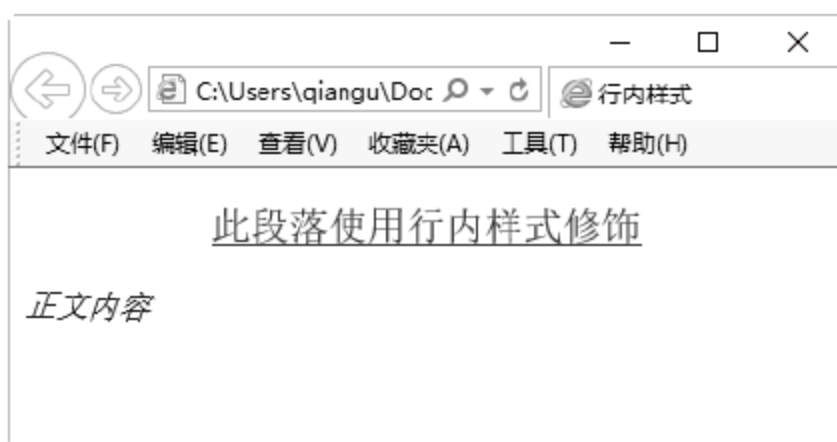 C:\Users\qiangu\Doc
行内样式
文件(F) 编辑(E) 查看(V) 收藏夹(A) 工具(T) 帮助(H)
此段落使用行内样式修饰
正文内容